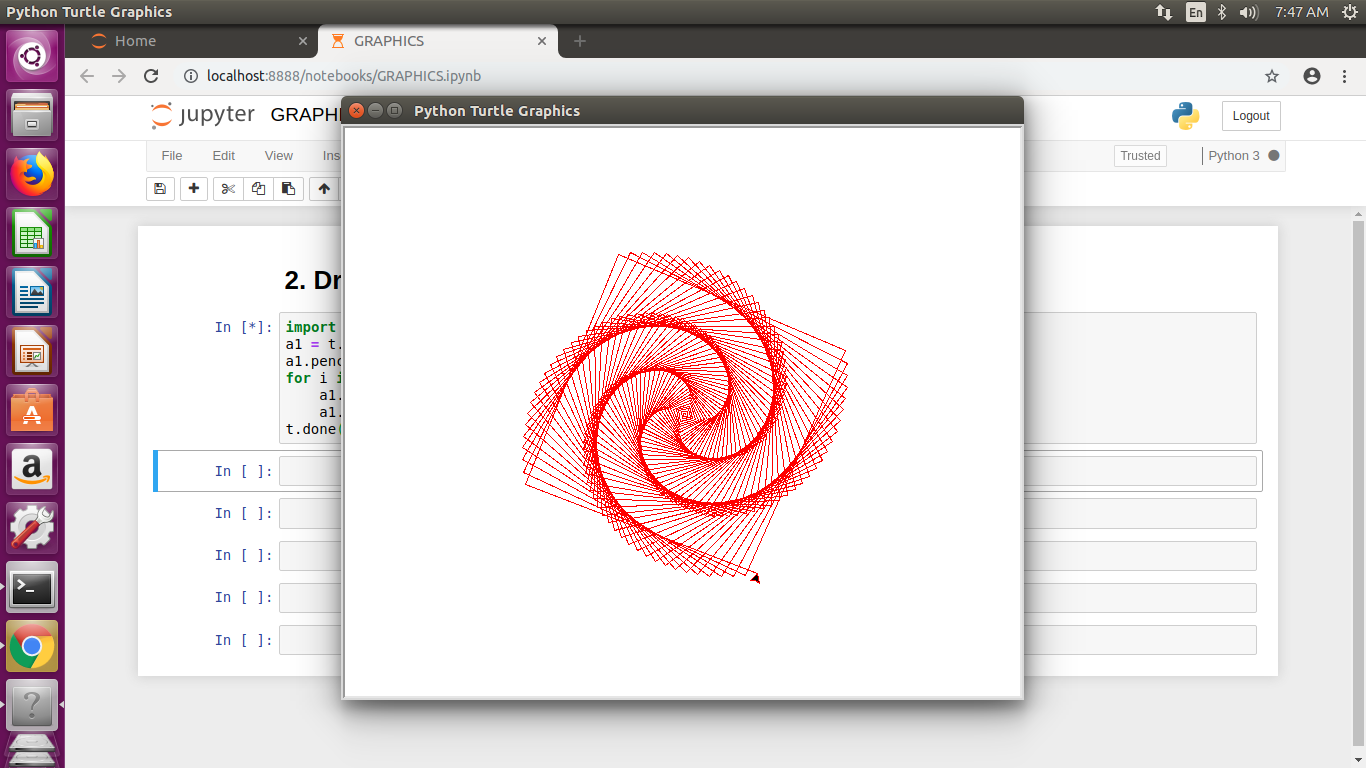 Python Turtle Graphics
En
7:47 AM
Home
GRAPHICS
localhost:8888/notebooks/GRAPHICS.ipynb
jupyter
GRAPH
Logout
Python Turtle Graphics
File
Edit
View
Ins
Trusted
Python 3
2. Dr
In [*]:
import
a1 = t.
a1.penc
for i i
a1.
a1.
t.done(
In [ ]:
In [ ]:
In [ ]:
In [ ]:
In [ ]: